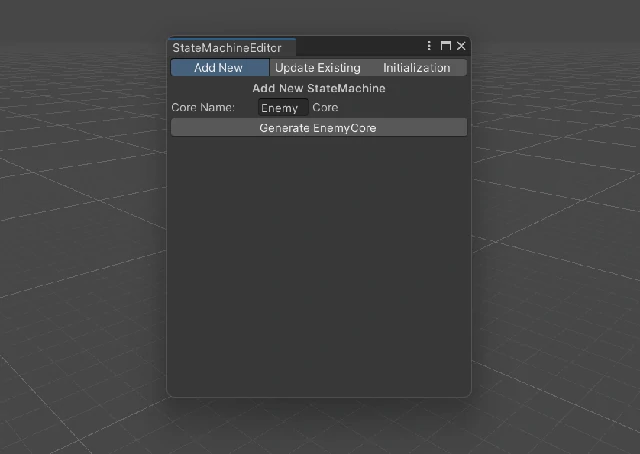 StateMachineEditor
Add New Update Existing Initialization
Add New StateMachine
Core Name: Enemy Core
Generate EnemyCore